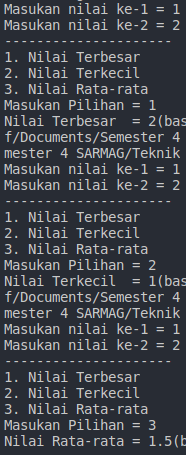 Masukan nilai ke-1 = 1
Masukan nilai ke-2 = 2
---------------------
1. Nilai Terbesar
2. Nilai Terkecil
3. Nilai Rata-rata
Masukan Pilihan = 1
Nilai Terbesar  = 2(bas
f/Documents/Semester 4
mester 4 SARMAG/Teknik
Masukan nilai ke-1 = 1
Masukan nilai ke-2 = 2
---------------------
1. Nilai Terbesar
2. Nilai Terkecil
3. Nilai Rata-rata
Masukan Pilihan = 2
Nilai Terkecil  = 1(bas
f/Documents/Semester 4
mester 4 SARMAG/Teknik
Masukan nilai ke-1 = 1
Masukan nilai ke-2 = 2
---------------------
1. Nilai Terbesar
2. Nilai Terkecil
3. Nilai Rata-rata
Masukan Pilihan = 3
Nilai Rata-rata = 1.5(b